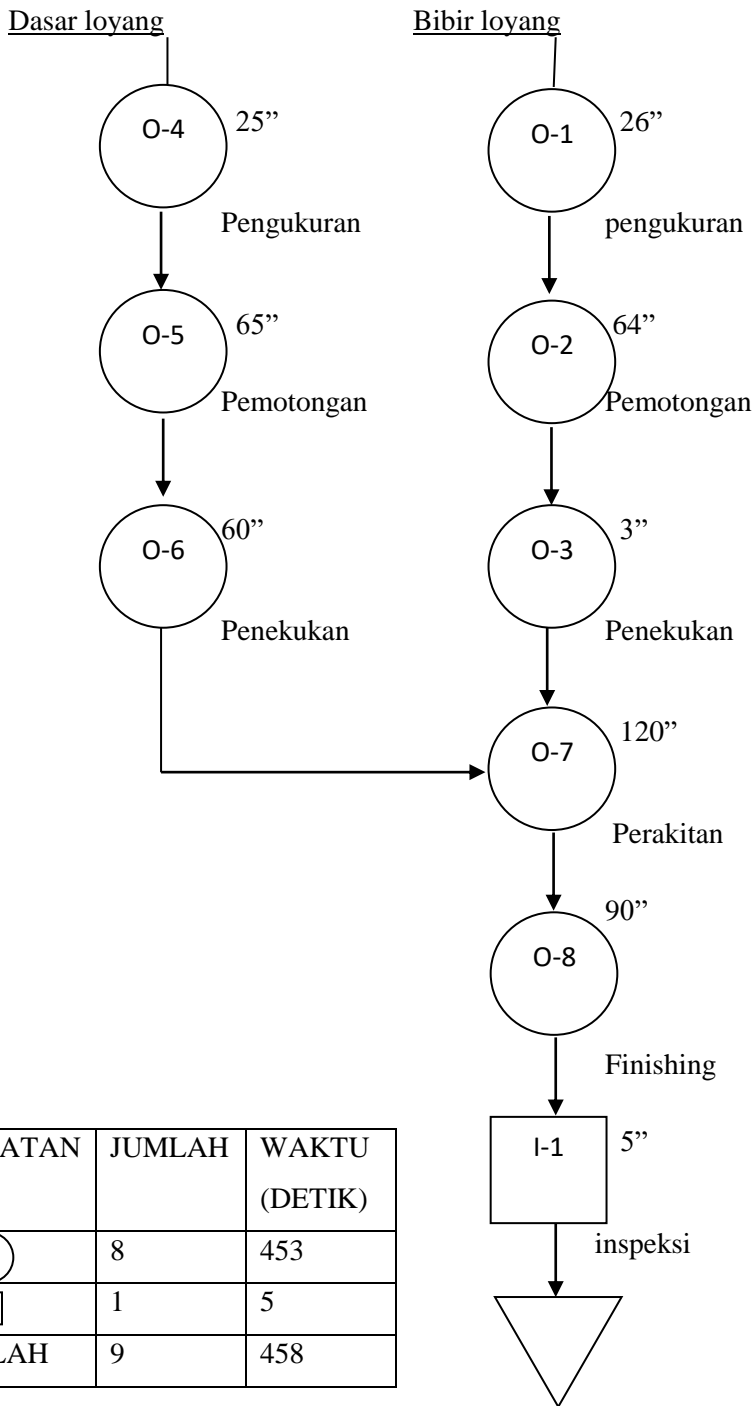 Dasar loyang
Bibir loyang
O-4
25”
O-1
26”
Pengukuran
pengukuran
O-5
65”
O-2
64”
Pemotongan
Pemotongan
O-6
60”
O-3
3”
Penekukan
Penekukan
O-7
120”
Perakitan
O-8
90”
Finishing
ATAN
JUMLAH
WAKTU
(DETIK)
8
453
1
5
LAH
9
458
I-1
5”
inspeksi